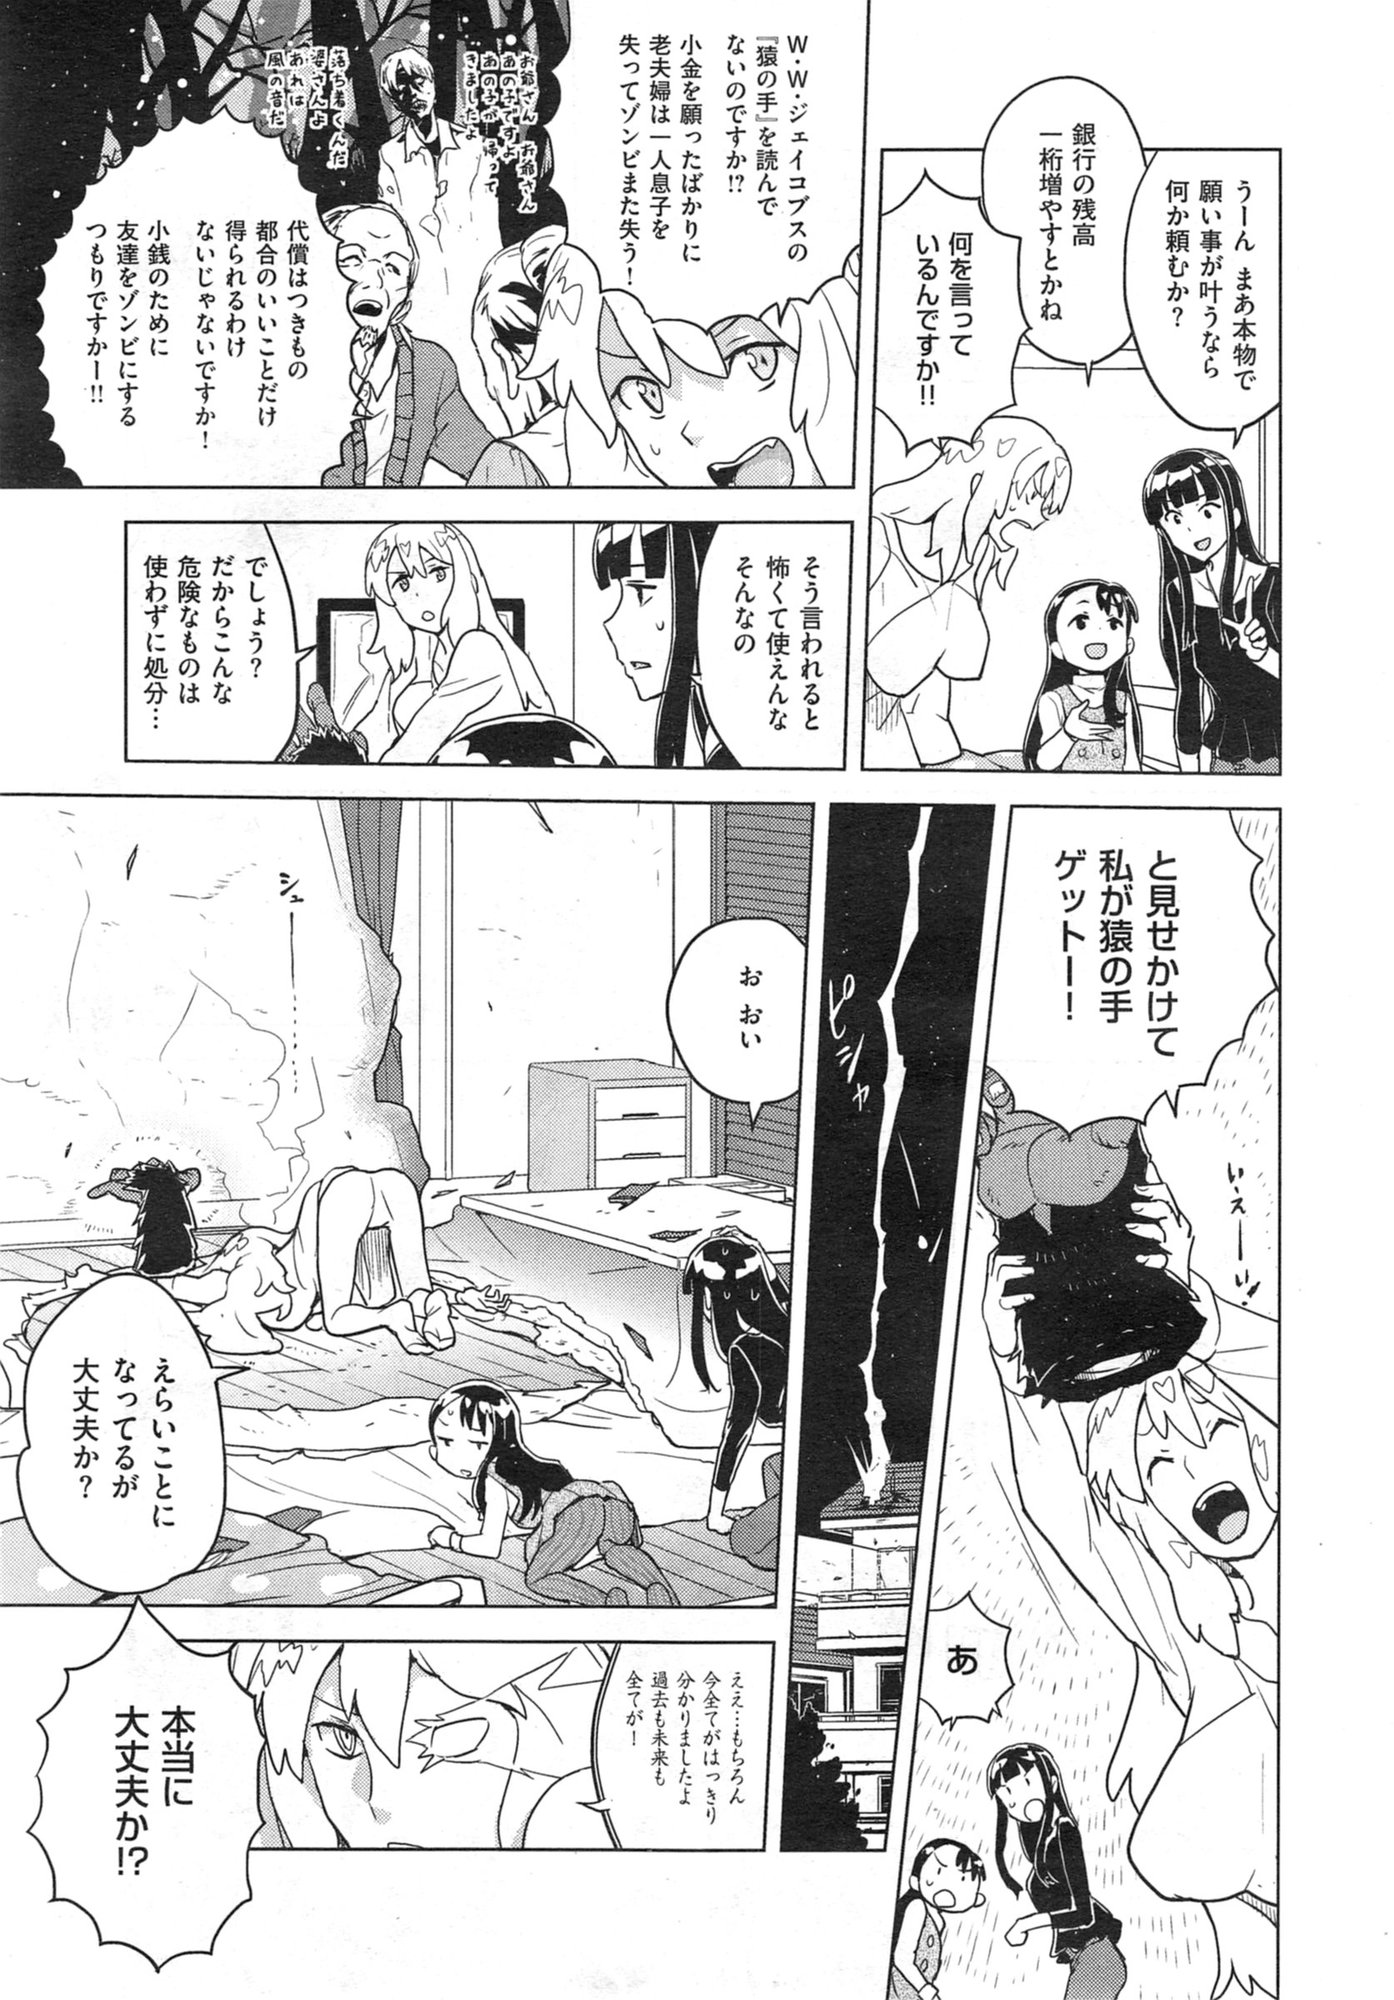 うーん まあ本物で
願い事が叶うなら
何か頼むか？
銀行の残高
一桁増やすとかね
何を言って
いるんですか!!
W・W・ジェイコブスの
『猿の手』を読んで
ないのですか!?
小金を願ったばかりに
老夫婦は一人息子を
失ってゾンビまた失う！
お爺さん お爺さん
あの子ですよ
あの子が 帰って
きましたよ
落ち着くんだ
婆さんよ
あれは
風の音だ
代償はつきもの
都合のいいことだけ
得られるわけ
ないじゃないですか！
小銭のために
友達をゾンビにする
つもりですかー!!
そう言われると
怖くて使えんな
そんなの
でしょう？
だからこんな
危険なものは
使わずに処分…
と見せかけて
私が猿の手
ゲットー！
いぇーい！
あ
ピシャ
お おい
シュー……
えらいことに
なってるが
大丈夫か？
ええ…もちろん
今全てがはっきり
分かりましたよ
過去も未来も
全てが！
本当に
大丈夫か!?